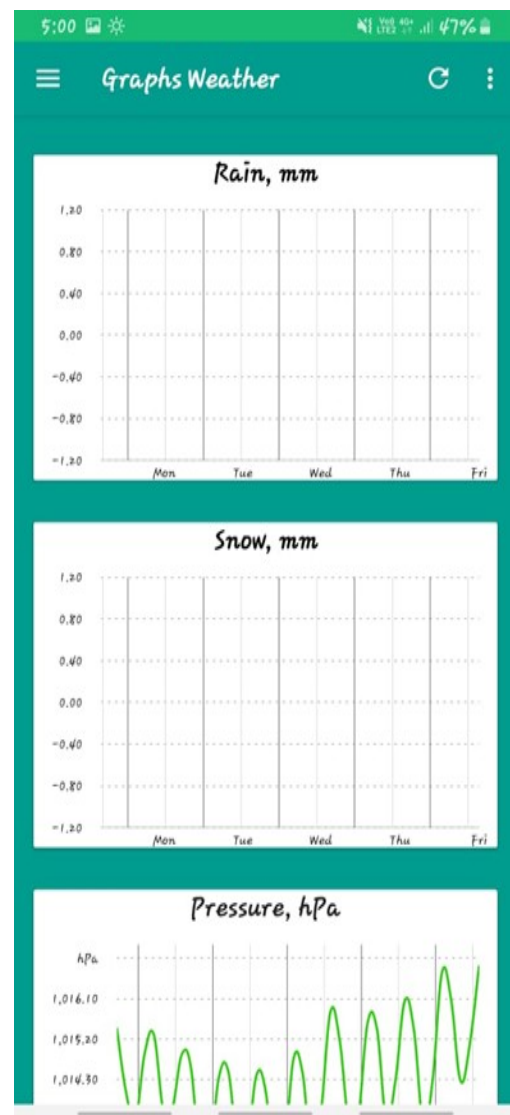 5:00 47%
Vo)) 4G+
LTE2
Graphs Weather
Rain, mm
1,20
0,80
0,40
0,00
-0,40
-0,80
-1,20
Mon Tue Wed Thu Fri
Snow, mm
1,20
0,80
0,40
0,00
-0,40
-0,80
-1,20
Mon Tue Wed Thu Fri
Pressure, hPa
hPa
1,016.10
1,015.20
1,014.30